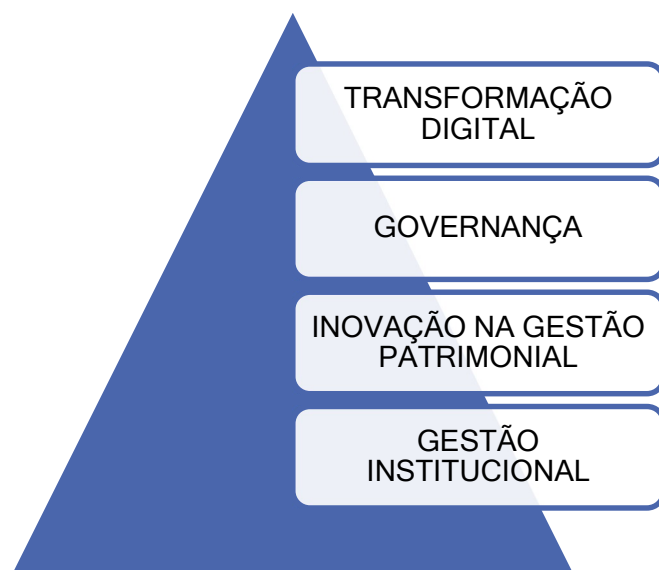 TRANSFORMAÇÃO
DIGITAL
GOVERNANÇA
INOVAÇÃO NA GESTÃO
PATRIMONIAL
GESTÃO
INSTITUCIONAL